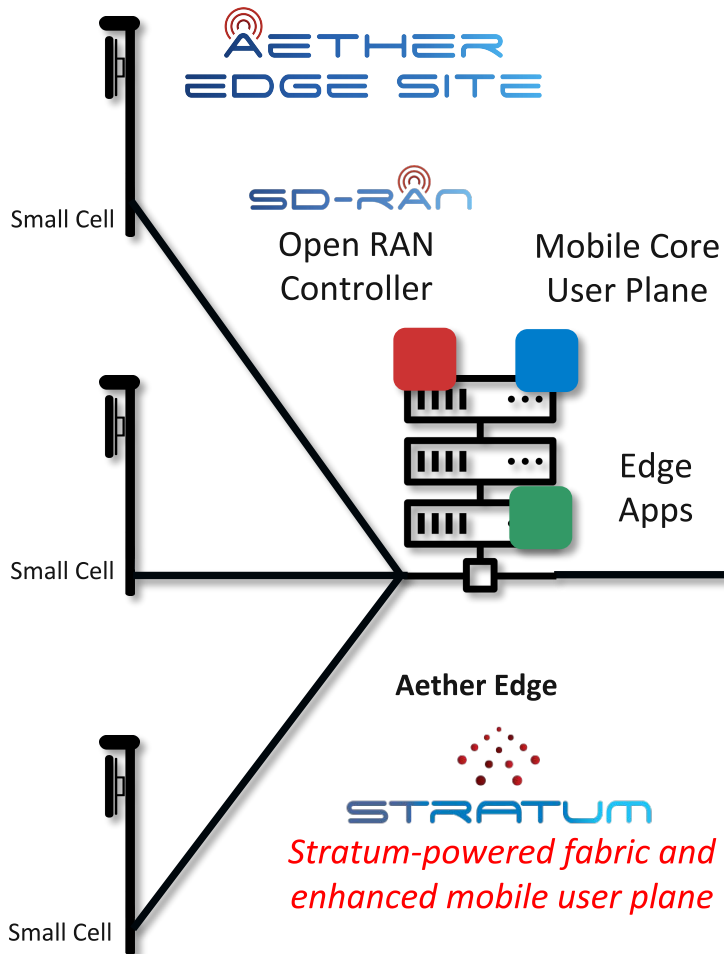 AETHER
EDGE SITE
SD-RAN
Small Cell
Open RAN
Controller
Mobile Core
User Plane
Edge
Apps
Small Cell
Aether Edge
STRATUM
Stratum-powered fabric and
enhanced mobile user plane
Small Cell